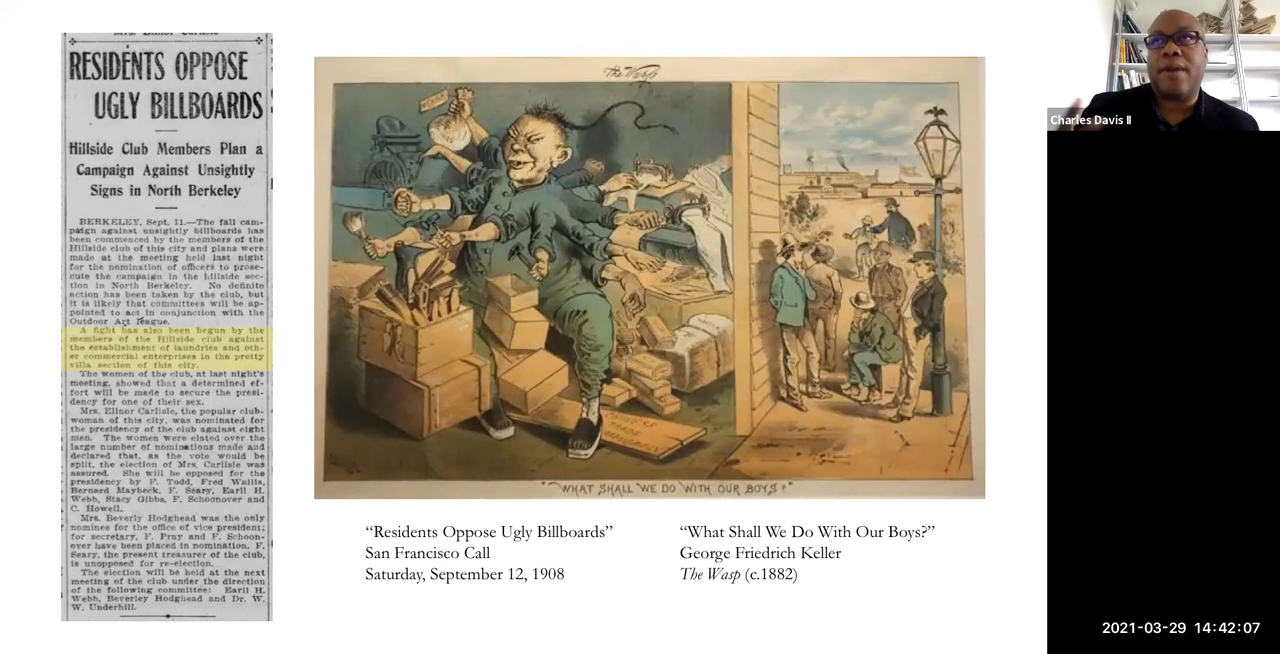 Mrs. Elinor Carlisle
RESIDENTS OPPOSE
UGLY BILLBOARDS
Hillside Club Members Plan a
Campaign Against Unsightly
Signs in North Berkeley
BERKELEY, Sept. 11.—The fall cam-
paign against unsightly billboards has
been commenced by the members of the
Hillside club of this city and plans were
made at the meeting held last night
for the nomination of officers to prose-
cute the campaign in the hillside sec-
tion in North Berkeley. No definite
action has been taken by the club, but
it is likely that committees will be ap-
pointed to act in conjunction with the
Outdoor Art league.
A fight has also been begun by the
members of the Hillside club against
the establishment of laundries and oth-
er commercial enterprises in the pretty
villa section of this city.
The women of the club, at last night's
meeting, showed that a determined ef-
fort will be made to secure the presi-
dency for one of their sex.
Mrs. Elinor Carlisle, the popular club-
woman of this city, was nominated for
the presidency of the club against eight
men. The women were elated over the
large number of nominations made and
declared that, as the vote would be
split, the election of Mrs. Carlisle was
assured. She will be opposed for the
presidency by F. Todd, Fred Wallis,
Bernard Maybeck, F. Seary, Earll H.
Webb, Stacy Gibbs, F. Schoonover and
C. Howell.
Mrs. Beverly Hodghead was the only
nominee for the office of vice president;
for secretary, F. Pray and F. Schoon-
over have been placed in nomination. F.
Seary, the present treasurer of the club,
is unopposed for re-election.
The election will be held at the next
meeting of the club under the direction
of the following committee: Earll H.
Webb, Beverley Hodghead and Dr. W.
W. Underhill.
The Wasp
"WHAT SHALL WE DO WITH OUR BOYS?"
“Residents Oppose Ugly Billboards”
San Francisco Call
Saturday, September 12, 1908
“What Shall We Do With Our Boys?”
George Friedrich Keller
The Wasp (c.1882)
Charles Davis II
2021-03-29 14:42:07